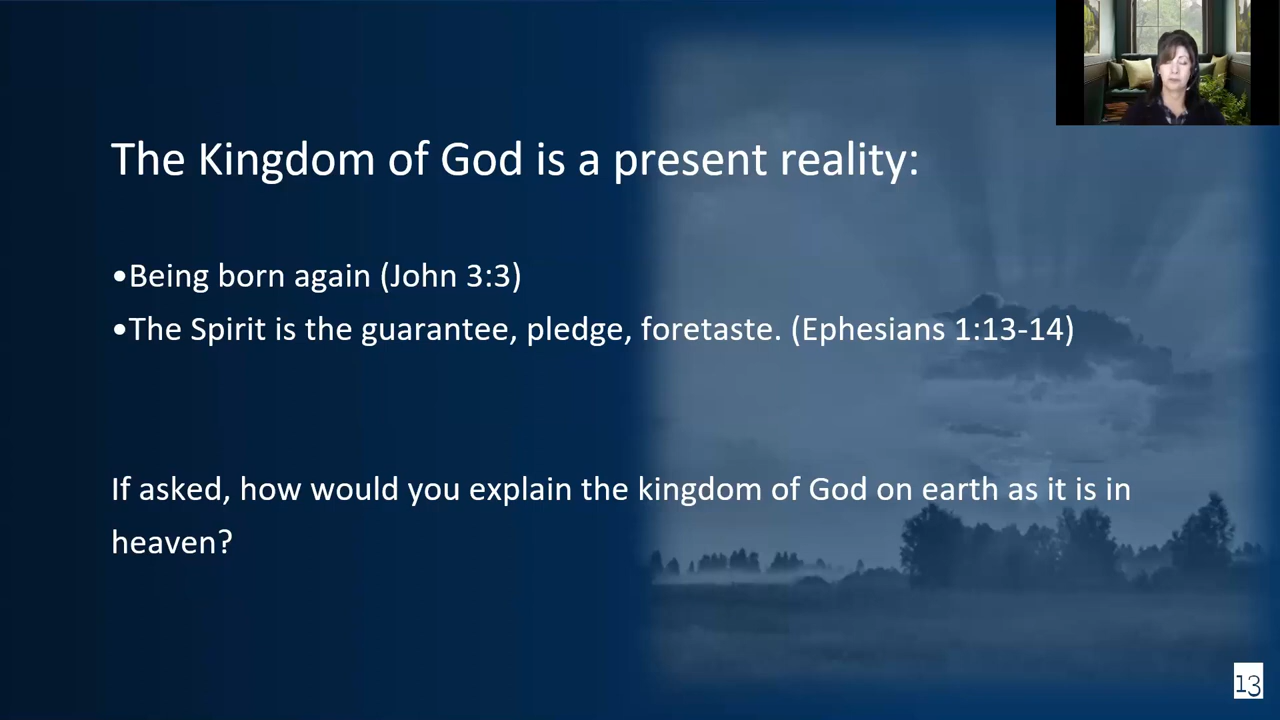 The Kingdom of God is a present reality:
•Being born again (John 3:3)
•The Spirit is the guarantee, pledge, foretaste. (Ephesians 1:13-14)
If asked, how would you explain the kingdom of God on earth as it is in
heaven?
13